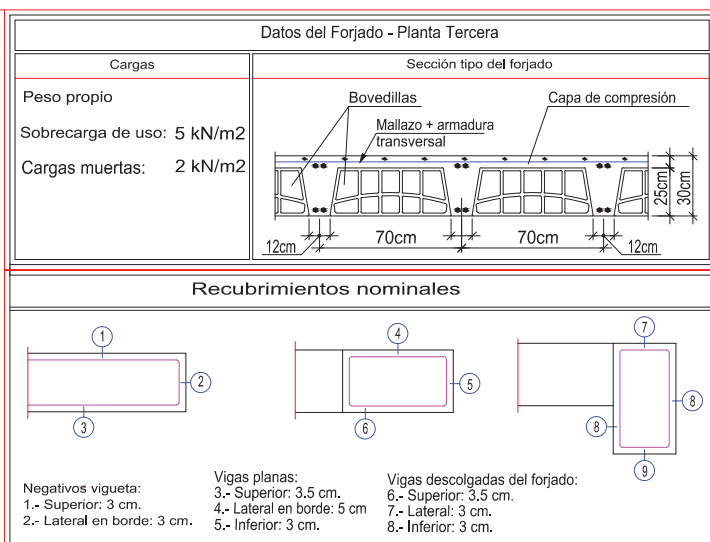 Datos del Forjado - Planta Tercera
Cargas
Sección tipo del forjado
Peso propio
Sobrecarga de uso: 5 kN/m2
Cargas muertas: 2 kN/m2
Bovedillas
Capa de compresión
Mallazo + armadura
transversal
25cm
30cm
12cm
70cm
70cm
12cm
Recubrimientos nominales
1
2
3
4
5
6
7
8
8
9
Negativos vigueta:
1.- Superior: 3 cm.
2.- Lateral en borde: 3 cm.
Vigas planas:
3.- Superior: 3.5 cm.
4.- Lateral en borde: 5 cm
5.- Inferior: 3 cm.
Vigas descolgadas del forjado:
6.- Superior: 3.5 cm.
7.- Lateral: 3 cm.
8.- Inferior: 3 cm.